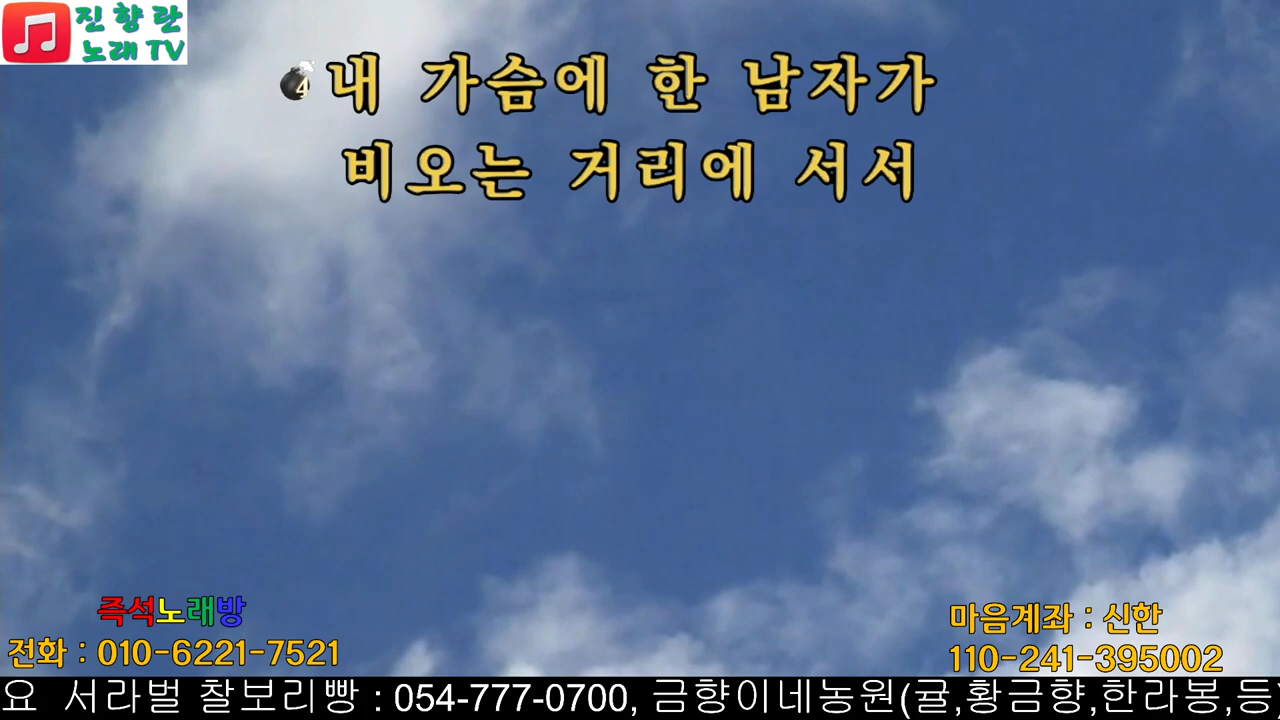 진향란
노래TV
4
내 가슴에 한 남자가
비오는 거리에 서서
즉석노래방
전화 : 010-6221-7521
마음계좌 : 신한
110-241-395002
요 서라벌 찰보리빵 : 054-777-0700, 금향이네농원(귤,황금향,한라봉,등